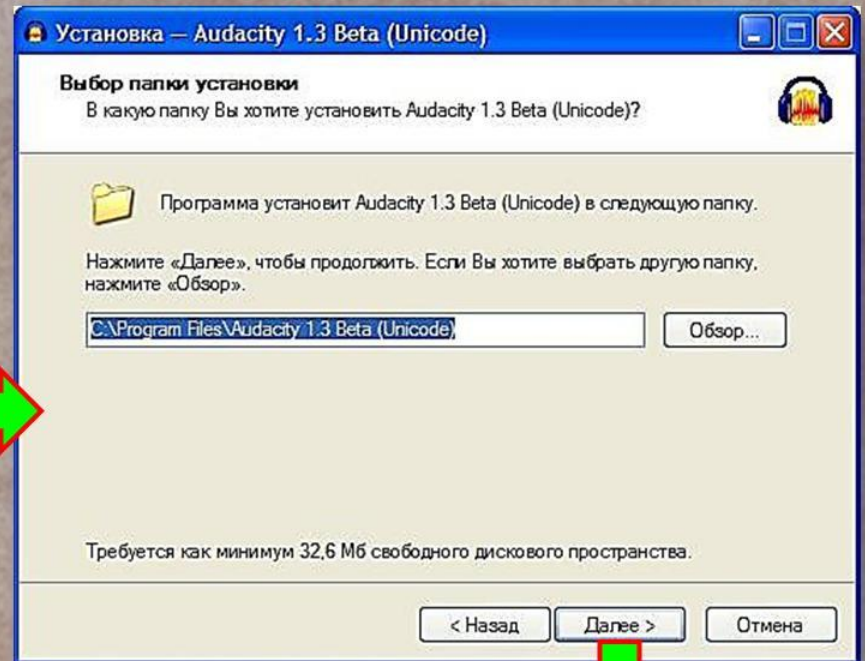 Установка — Audacity 1.3 Beta (Unicode)
Выбор папки установки
В какую папку Вы хотите установить Audacity 1.3 Beta (Unicode)?
Программа установит Audacity 1.3 Beta (Unicode) в следующую папку.
Нажмите «Далее», чтобы продолжить. Если Вы хотите выбрать другую папку,
нажмите «Обзор».
C:\Program Files\Audacity 1.3 Beta (Unicode)
Обзор...
Требуется как минимум 32,6 Мб свободного дискового пространства.
< Назад
Далее >
Отмена